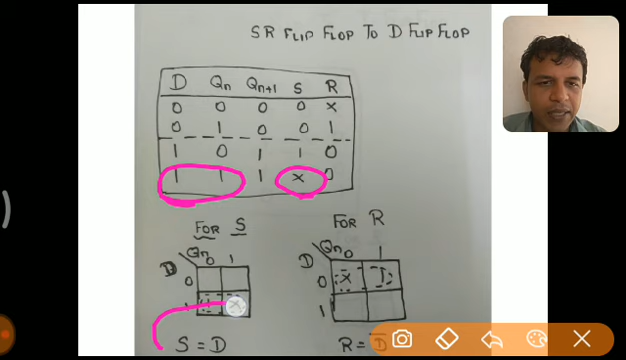 SR FLIP FLOP TO D FLIP FLOP
D Qn Qn+1 S R
0 0 0 0 X
0 1 0 0 1
1 0 1 1 0
1 1 1 X 0
FOR S
Qn 0 1
D 0
1 1 X
S = D
FOR R
Qn 0 1
D 0 X 1
1
R = D̅